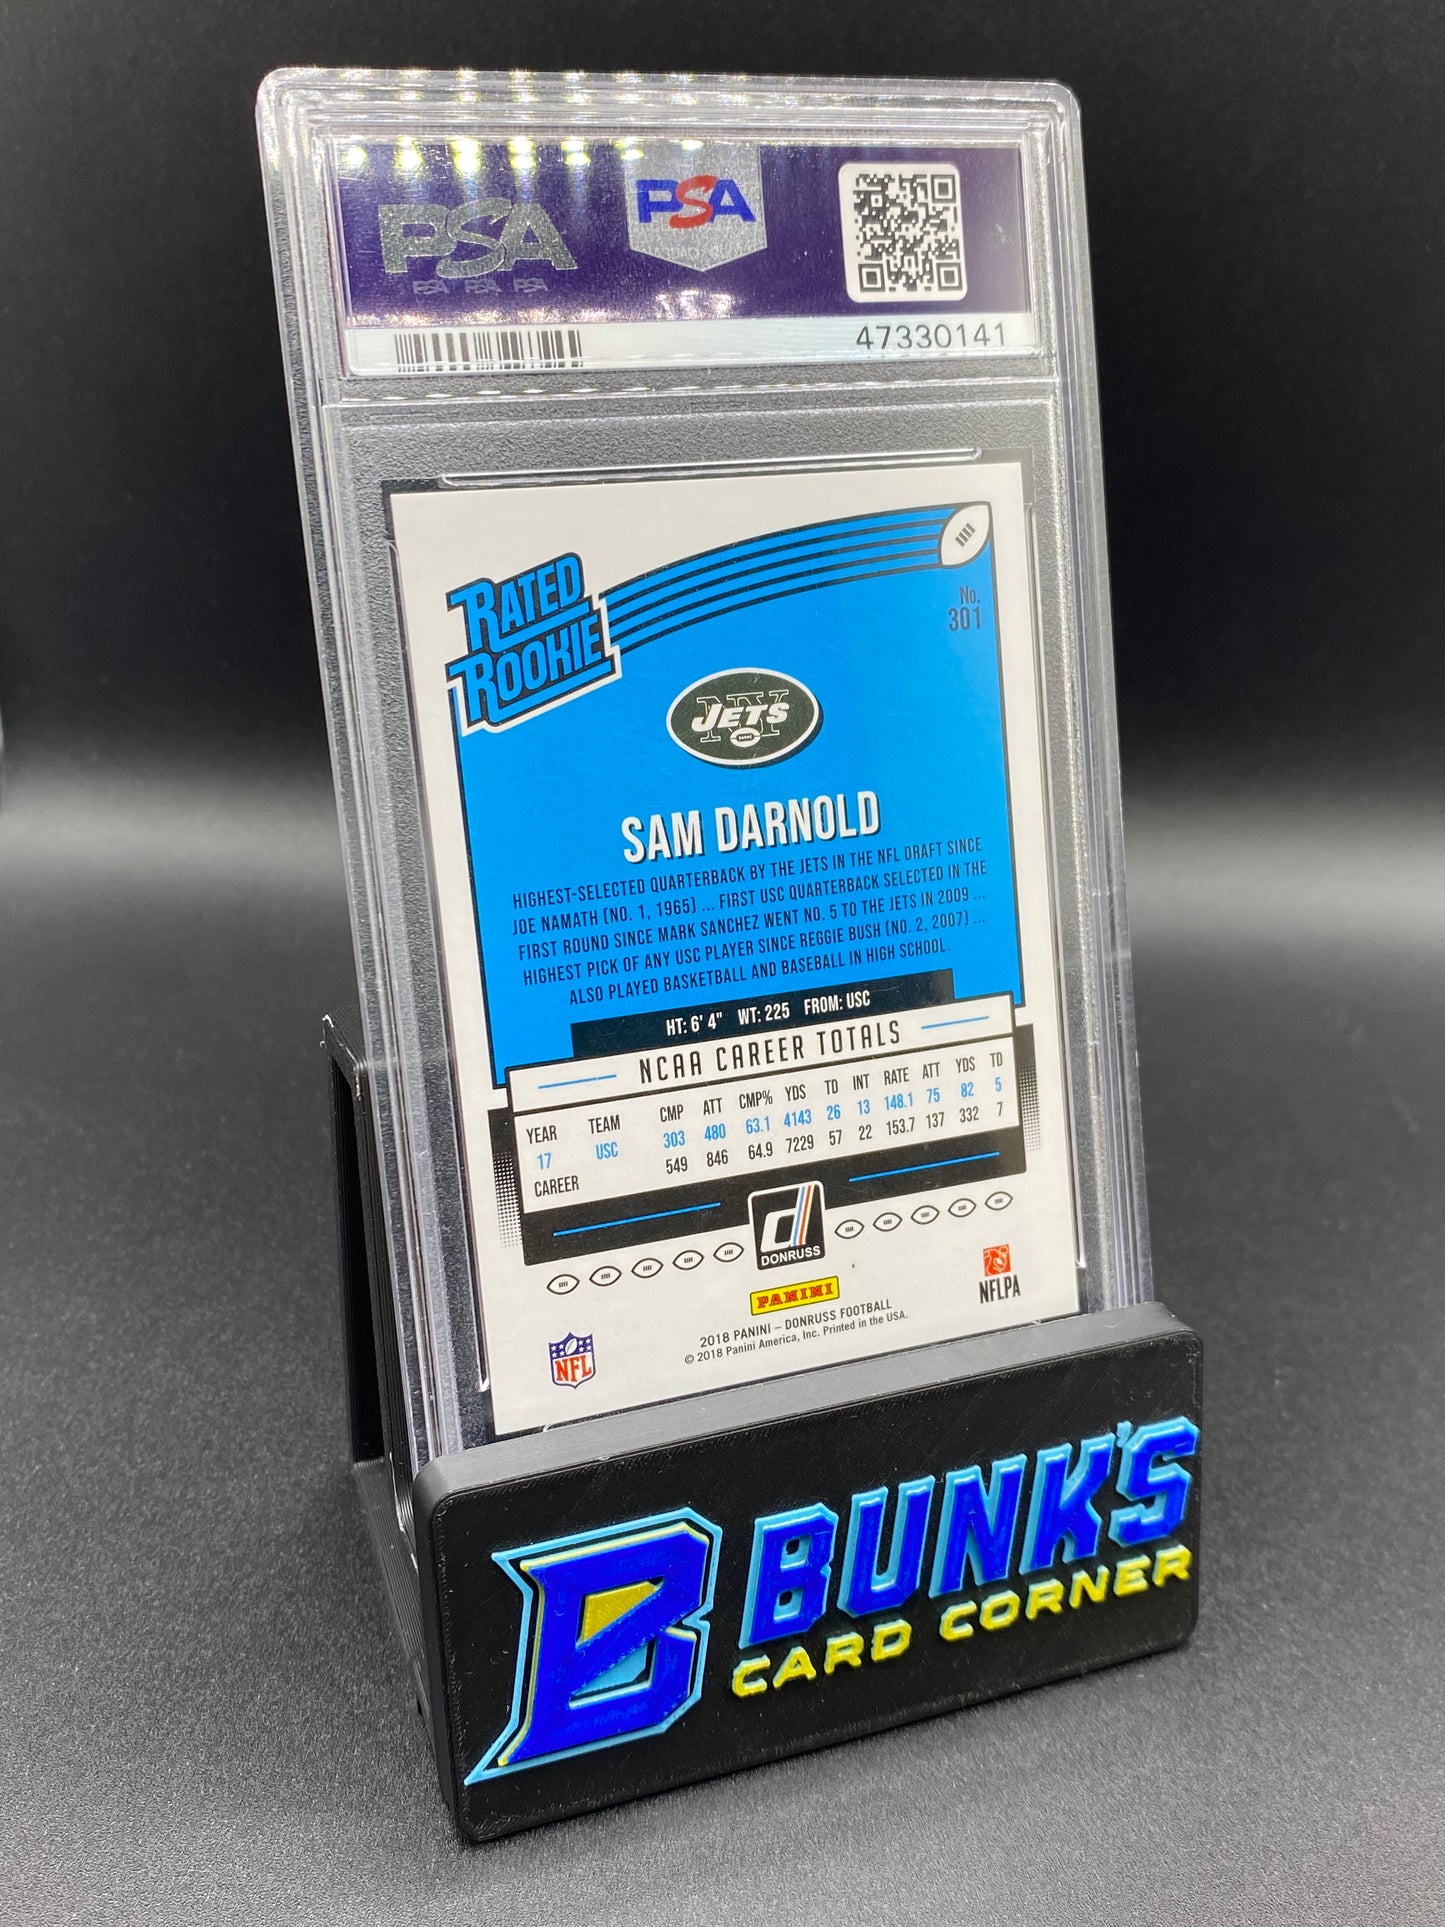 PSA
PSA PSA PSA
PSA
47330141
RATED
ROOKIE
No.
301
NY
JETS
SAM DARNOLD
HIGHEST-SELECTED QUARTERBACK BY THE JETS IN THE NFL DRAFT SINCE
JOE NAMATH (NO. 1, 1965) ... FIRST USC QUARTERBACK SELECTED IN THE
FIRST ROUND SINCE MARK SANCHEZ WENT NO. 5 TO THE JETS IN 2009 ...
HIGHEST PICK OF ANY USC PLAYER SINCE REGGIE BUSH (NO. 2, 2007) ...
ALSO PLAYED BASKETBALL AND BASEBALL IN HIGH SCHOOL.
HT: 6' 4" WT: 225 FROM: USC
NCAA CAREER TOTALS
YEAR TEAM CMP ATT CMP% YDS TD INT RATE ATT YDS TD
17 USC 303 480 63.1 4143 26 13 148.1 75 82 5
CAREER 549 846 64.9 7229 57 22 153.7 137 332 7
d
DONRUSS
PANINI
NFLPA
NFL
2018 PANINI – DONRUSS FOOTBALL
© 2018 Panini America, Inc. Printed in the USA.
B BUNK'S
CARD CORNER